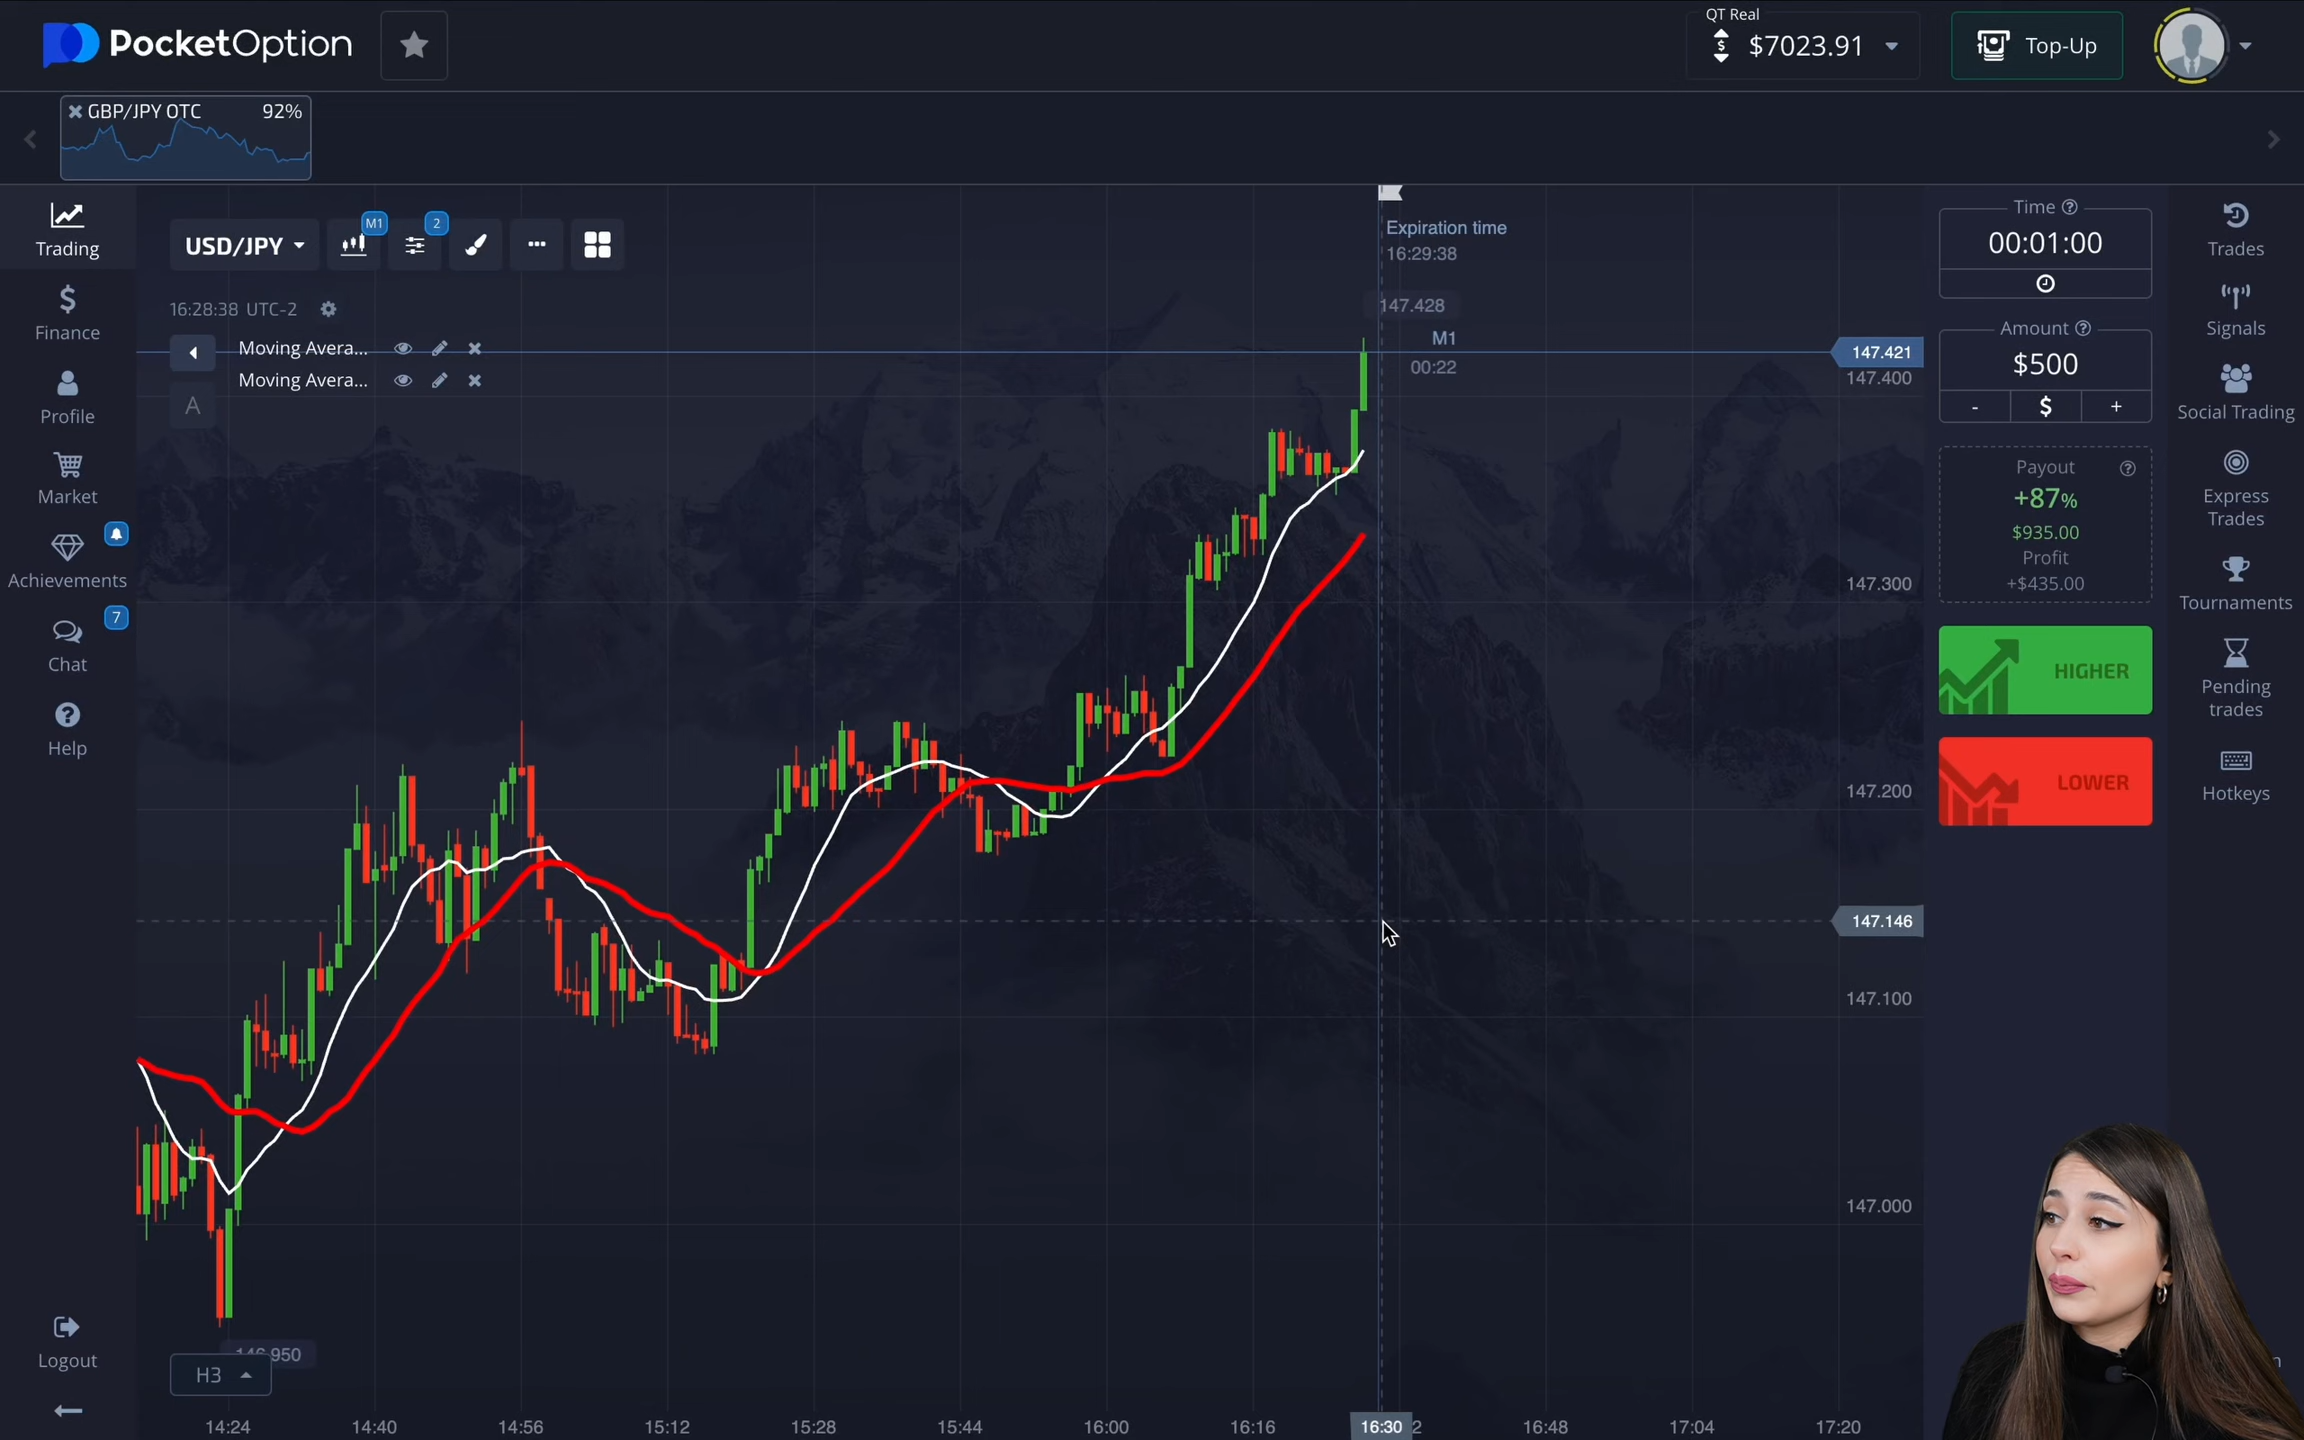 PocketOption
QT Real
$7023.91
Top-Up
GBP/JPY OTC 92%
Trading
Finance
Profile
Market
Achievements
7
Chat
Help
Logout
USD/JPY
M1
2
16:28:38 UTC-2
Moving Avera...
Moving Avera...
A
Expiration time
16:29:38
147.428
M1
00:22
147.421
147.400
147.300
147.200
147.146
147.100
147.000
H3
14:24 14:40 14:56 15:12 15:28 15:44 16:00 16:16 16:30 2 16:48 17:04 17:20
Time
00:01:00
Amount
$500
- $ +
Payout
+87%
$935.00
Profit
+$435.00
HIGHER
LOWER
Trades
Signals
Social Trading
Express
Trades
Tournaments
Pending
trades
Hotkeys